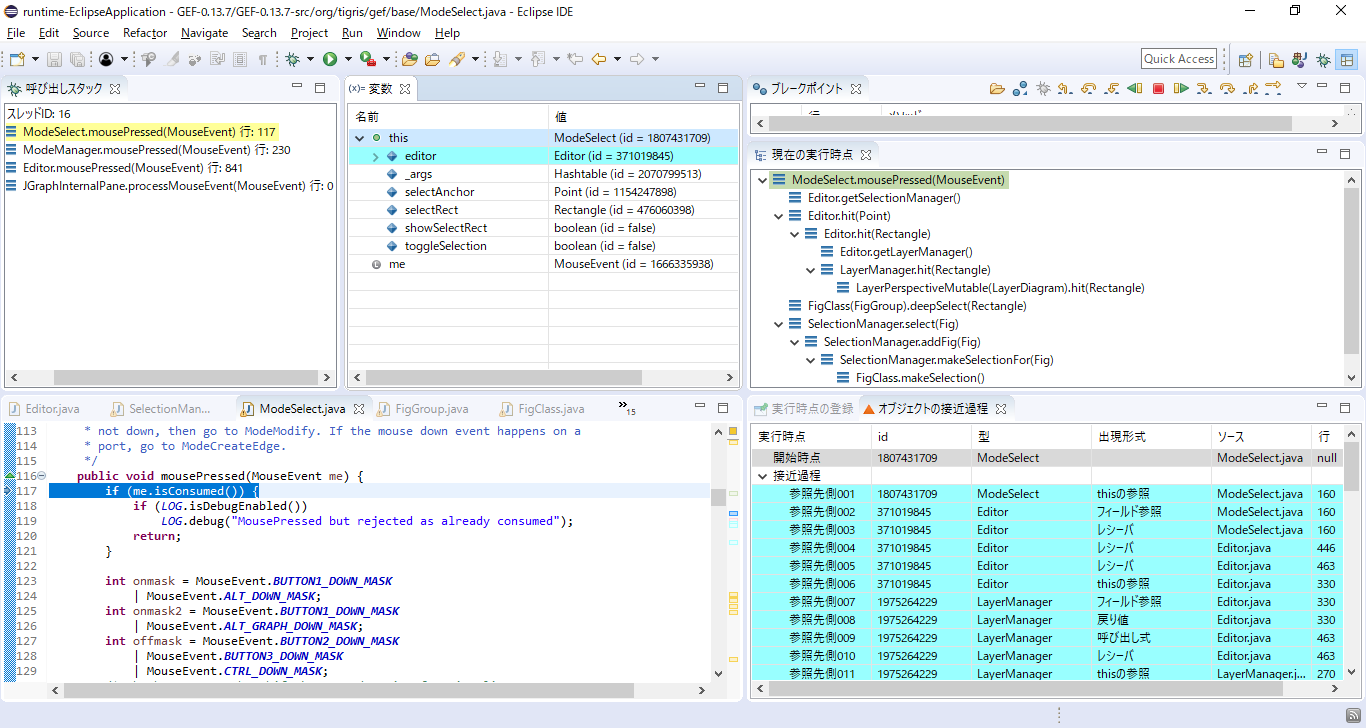 runtime-EclipseApplication - GEF-0.13.7/GEF-0.13.7-src/org/tigris/gef/base/ModeSelect.java - Eclipse IDE
File Edit Source Refactor Navigate Search Project Run Window Help
Quick Access
呼び出しスタック
スレッドID: 16
ModeSelect.mousePressed(MouseEvent) 行: 117
ModeManager.mousePressed(MouseEvent) 行: 230
Editor.mousePressed(MouseEvent) 行: 841
JGraphInternalPane.processMouseEvent(MouseEvent) 行: 0
(x)= 変数
名前 値
this ModeSelect (id = 1807431709)
editor Editor (id = 371019845)
_args Hashtable (id = 2070799513)
selectAnchor Point (id = 1154247898)
selectRect Rectangle (id = 476060398)
showSelectRect boolean (id = false)
toggleSelection boolean (id = false)
me MouseEvent (id = 1666335938)
ブレークポイント
現在の実行時点
ModeSelect.mousePressed(MouseEvent)
Editor.getSelectionManager()
Editor.hit(Point)
Editor.hit(Rectangle)
Editor.getLayerManager()
LayerManager.hit(Rectangle)
LayerPerspectiveMutable(LayerDiagram).hit(Rectangle)
FigClass(FigGroup).deepSelect(Rectangle)
SelectionManager.select(Fig)
SelectionManager.addFig(Fig)
SelectionManager.makeSelectionFor(Fig)
FigClass.makeSelection()
Editor.java SelectionMan... ModeSelect.java FigGroup.java FigClass.java »15
113 * not down, then go to ModeModify. If the mouse down event happens on a
114 * port, go to ModeCreateEdge.
115 */
116 public void mousePressed(MouseEvent me) {
117 if (me.isConsumed()) {
118 if (LOG.isDebugEnabled())
119 LOG.debug("MousePressed but rejected as already consumed");
120 return;
121 }
122
123 int onmask = MouseEvent.BUTTON1_DOWN_MASK
124 | MouseEvent.ALT_DOWN_MASK;
125 int onmask2 = MouseEvent.BUTTON1_DOWN_MASK
126 | MouseEvent.ALT_GRAPH_DOWN_MASK;
127 int offmask = MouseEvent.BUTTON2_DOWN_MASK
128 | MouseEvent.BUTTON3_DOWN_MASK
129 | MouseEvent.CTRL_DOWN_MASK;
実行時点の登録 オブジェクトの接近過程
実行時点 id 型 出現形式 ソース 行
開始時点 1807431709 ModeSelect ModeSelect.java null
接近過程
参照先側001 1807431709 ModeSelect thisの参照 ModeSelect.java 160
参照先側002 371019845 Editor フィールド参照 ModeSelect.java 160
参照先側003 371019845 Editor レシーバ ModeSelect.java 160
参照先側004 371019845 Editor レシーバ Editor.java 446
参照先側005 371019845 Editor レシーバ Editor.java 463
参照先側006 371019845 Editor thisの参照 Editor.java 330
参照先側007 1975264229 LayerManager フィールド参照 Editor.java 330
参照先側008 1975264229 LayerManager 戻り値 Editor.java 330
参照先側009 1975264229 LayerManager 呼び出し式 Editor.java 463
参照先側010 1975264229 LayerManager レシーバ Editor.java 463
参照先側011 1975264229 LayerManager thisの参照 LayerManager.j... 270